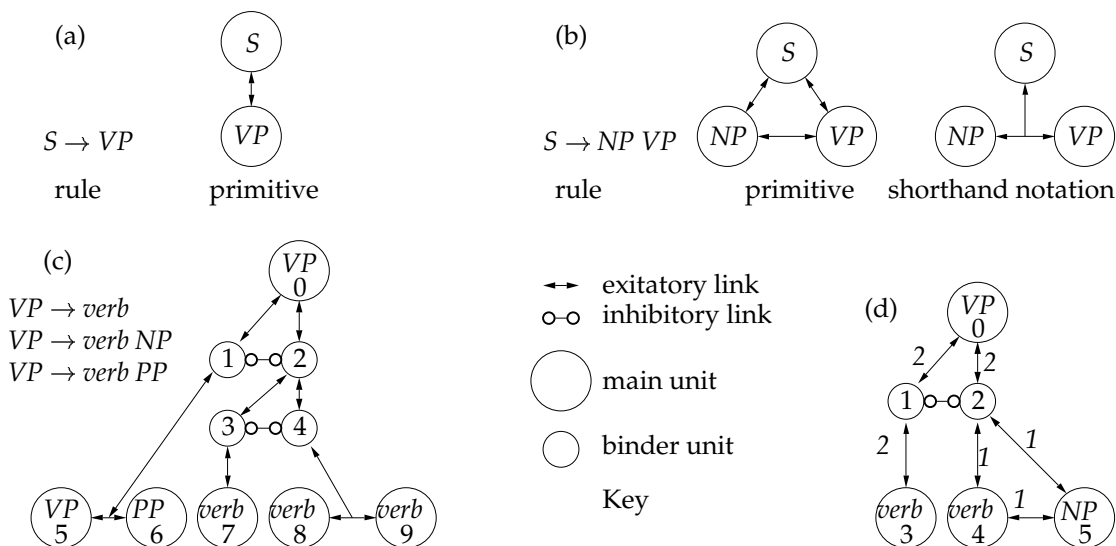 (a)
S
VP
S → VP
rule
primitive
(b)
S
NP
VP
S → NP VP
rule
primitive
S
NP
VP
shorthand notation
(c)
VP → verb
VP → verb NP
VP → verb PP
VP
0
1
2
3
4
VP
5
PP
6
verb
7
verb
8
verb
9
exitatory link
inhibitory link
main unit
binder unit
Key
(d)
VP
0
2
2
1
2
2
1
1
verb
3
verb
4
1
NP
5